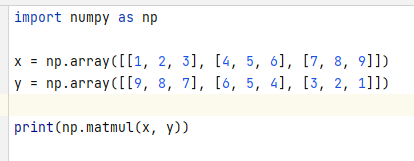 import numpy as np
x = np.array([[1, 2, 3], [4, 5, 6], [7, 8, 9]])
y = np.array([[9, 8, 7], [6, 5, 4], [3, 2, 1]])
print(np.matmul(x, y))